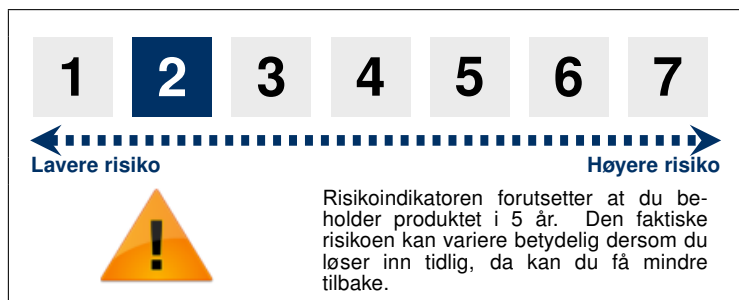 1 2 3 4 5 6 7
Lavere risiko Høyere risiko
!
Risikoindikatoren forutsetter at du be-
holder produktet i 5 år. Den faktiske
risikoen kan variere betydelig dersom du
løser inn tidlig, da kan du få mindre
tilbake.